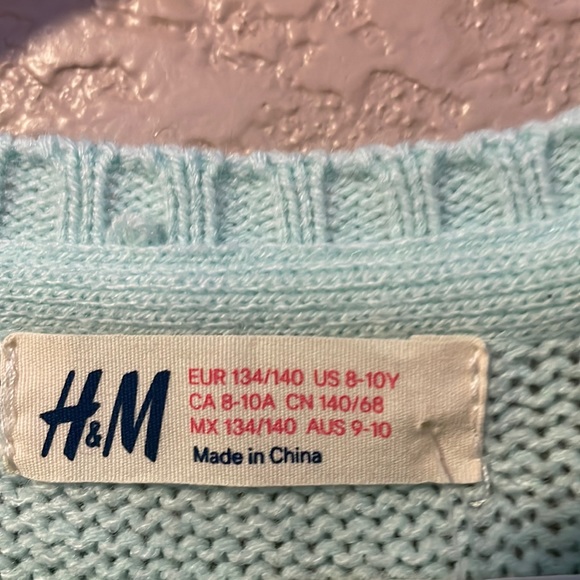 H&M
EUR 134/140 US 8-10Y
CA 8-10A CN 140/68
MX 134/140 AUS 9-10
Made in China